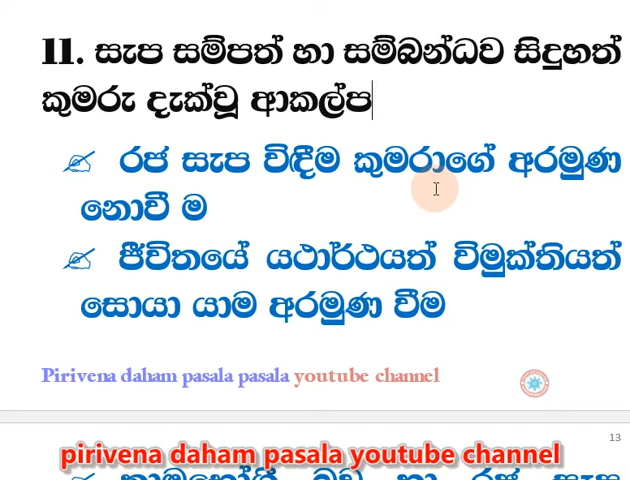 11. සැප සම්පත් හා සම්බන්ධව සිදුහත්
කුමරු දැක්වූ ආකල්ප
රජ සැප විඳීම කුමරාගේ අරමුණ
නොවී ම
ජීවිතයේ යථාර්ථයත් විමුක්තියත්
සොයා යාම අරමුණ වීම
Pirivena daham pasala pasala youtube channel
13
pirivena daham pasala youtube channel